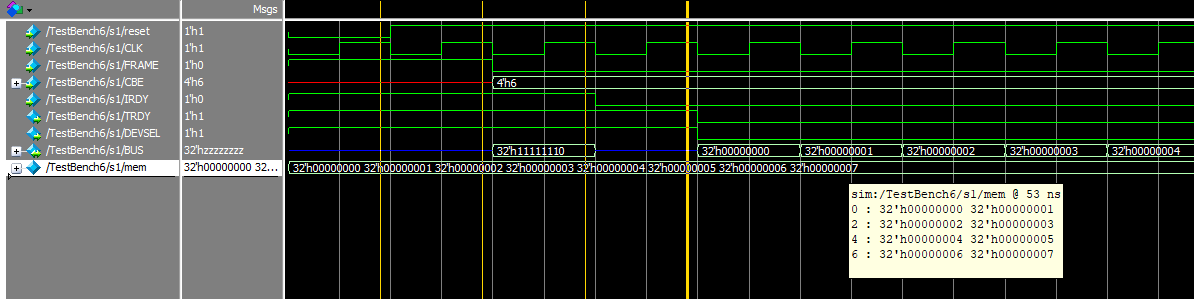 Msgs
/TestBench6/s1/reset 1'h1
/TestBench6/s1/CLK 1'h1
/TestBench6/s1/FRAME 1'h0
/TestBench6/s1/CBE 4'h6 4'h6
/TestBench6/s1/IRDY 1'h0
/TestBench6/s1/TRDY 1'h1
/TestBench6/s1/DEVSEL 1'h1
/TestBench6/s1/BUS 32'hzzzzzzzz 32'h11111110 32'h00000000 32'h00000001 32'h00000002 32'h00000003 32'h00000004
/TestBench6/s1/mem 32'h00000000 32... 32'h00000000 32'h00000001 32'h00000002 32'h00000003 32'h00000004 32'h00000005 32'h00000006 32'h00000007
sim:/TestBench6/s1/mem @ 53 ns
0 : 32'h00000000 32'h00000001
2 : 32'h00000002 32'h00000003
4 : 32'h00000004 32'h00000005
6 : 32'h00000006 32'h00000007